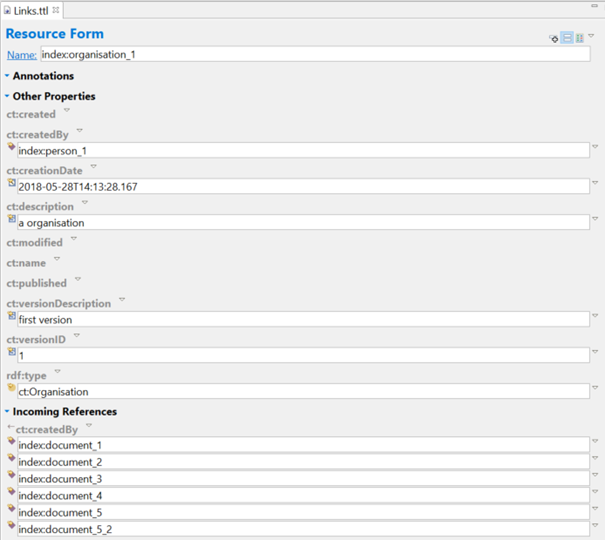 Links.ttl
Resource Form
Name: index:organisation_1
Annotations
Other Properties
ct:created
ct:createdBy
index:person_1
ct:creationDate
2018-05-28T14:13:28.167
ct:description
a organisation
ct:modified
ct:name
ct:published
ct:versionDescription
first version
ct:versionID
1
rdf:type
ct:Organisation
Incoming References
ct:createdBy
index:document_1
index:document_2
index:document_3
index:document_4
index:document_5
index:document_5_2